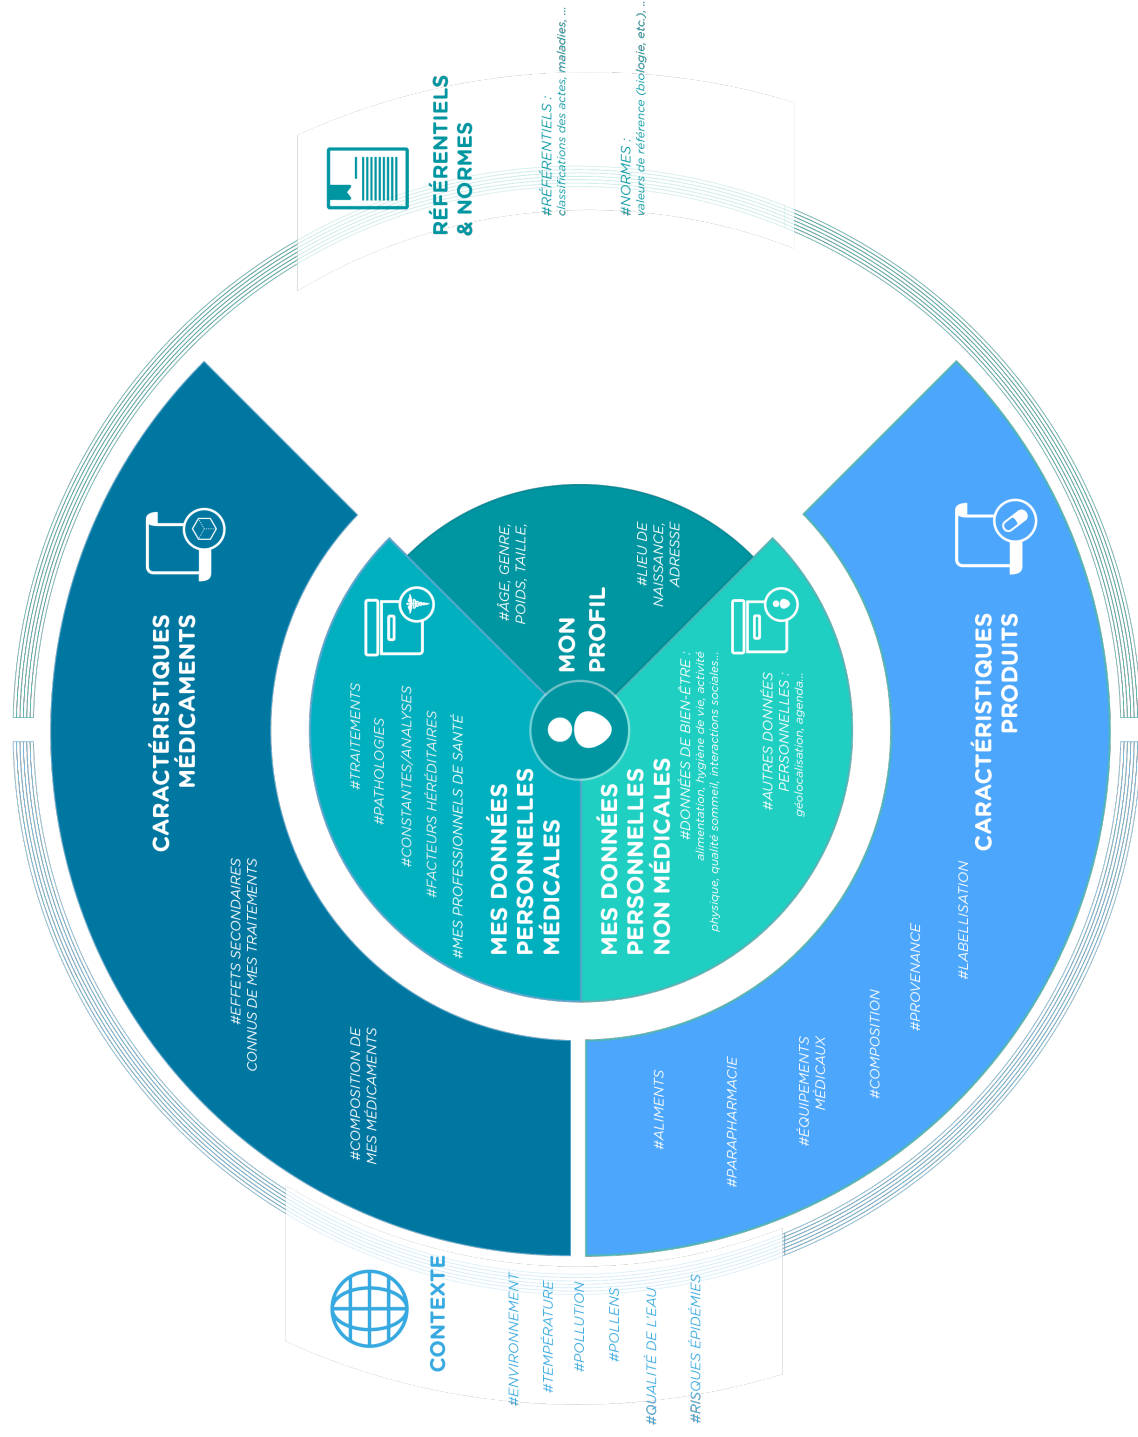 CONTEXTE
#ENVIRONNEMENT
#TEMPÉRATURE
#POLLUTION
#POLLENS
#QUALITÉ DE L'EAU
#RISQUES ÉPIDÉMIES
CARACTÉRISTIQUES
MÉDICAMENTS
#EFFETS SECONDAIRES
CONNUS DE MES TRAITEMENTS
#COMPOSITION DE
MES MÉDICAMENTS
#TRAITEMENTS
#PATHOLOGIES
#CONSTANTES/ANALYSES
#FACTEURS HÉRÉDITAIRES
#MES PROFESSIONNELS DE SANTÉ
MES DONNÉES
PERSONNELLES
MÉDICALES
MES DONNÉES
PERSONNELLES
NON MÉDICALES
#DONNÉES DE BIEN-ÊTRE :
alimentation, hygiène de vie, activité
physique, qualité sommeil, interactions sociales...
#AUTRES DONNÉES
PERSONNELLES :
géolocalisation, agenda...
MON
PROFIL
#ÂGE, GENRE,
POIDS, TAILLE,
#LIEU DE
NAISSANCE,
ADRESSE
CARACTÉRISTIQUES
PRODUITS
#ALIMENTS
#PARAPHARMACIE
#ÉQUIPEMENTS
MÉDICAUX
#COMPOSITION
#PROVENANCE
#LABELLISATION
RÉFÉRENTIELS
& NORMES
#RÉFÉRENTIELS :
classifications des actes, maladies, ...
#NORMES :
valeurs de référence (biologie, etc.), ..